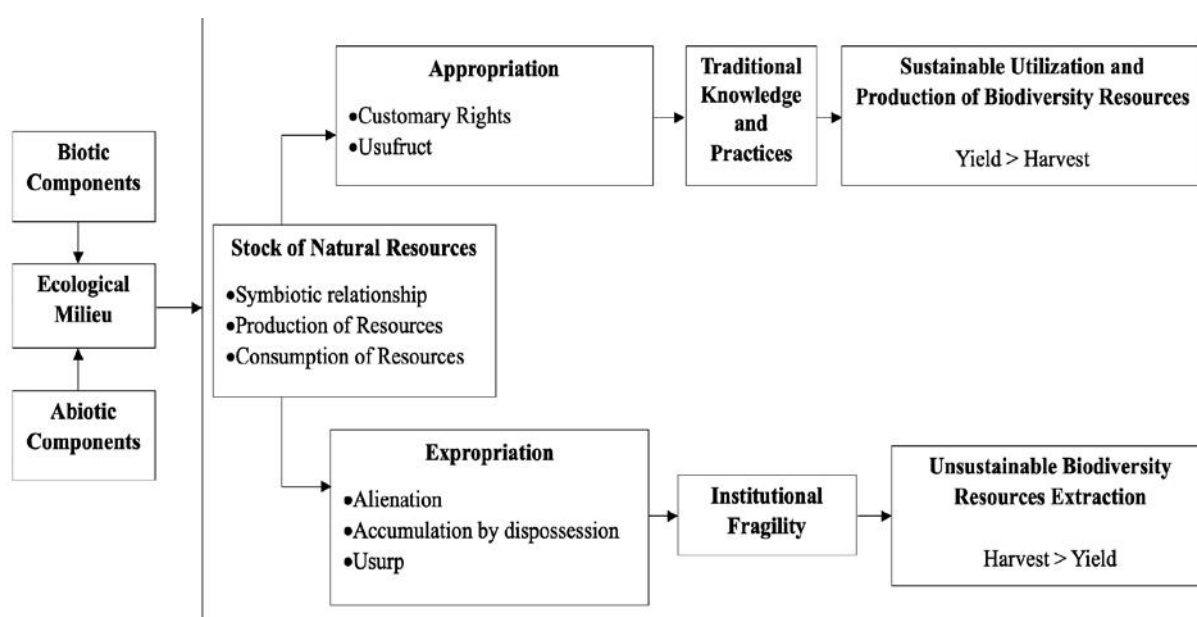 Biotic
Components
Ecological
Milieu
Abiotic
Components
Stock of Natural Resources
•Symbiotic relationship
•Production of Resources
•Consumption of Resources
Appropriation
•Customary Rights
•Usufruct
Traditional
Knowledge
and
Practices
Sustainable Utilization and
Production of Biodiversity Resources
Yield > Harvest
Expropriation
•Alienation
•Accumulation by dispossession
•Usurp
Institutional
Fragility
Unsustainable Biodiversity
Resources Extraction
Harvest > Yield